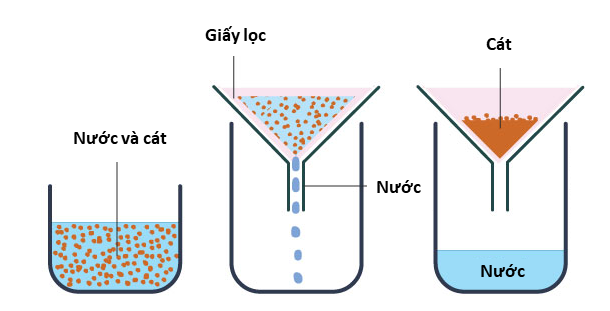 Nước và cát
Giấy lọc
Nước
Cát
Nước